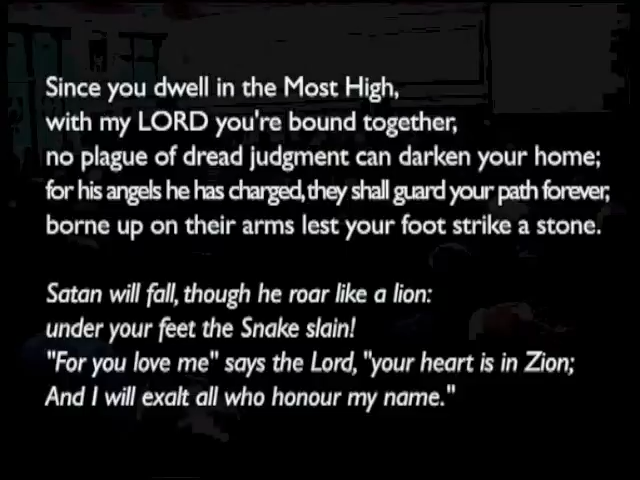 Since you dwell in the Most High,
with my LORD you're bound together,
no plague of dread judgment can darken your home;
for his angels he has charged, they shall guard your path forever,
borne up on their arms lest your foot strike a stone.
Satan will fall, though he roar like a lion:
under your feet the Snake slain!
"For you love me" says the Lord, "your heart is in Zion;
And I will exalt all who honour my name."